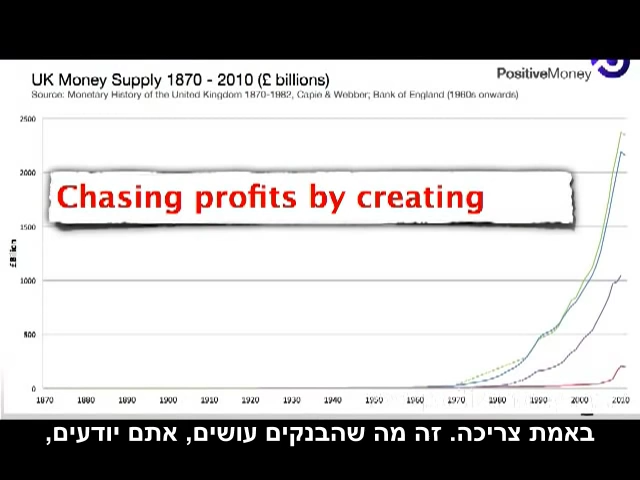 UK Money Supply 1870 - 2010 (£ billions)
PositiveMoney
Source: Monetary History of the United Kingdom 1870-1982, Capie & Webber; Bank of England (1960s onwards)
2500
2000
Chasing profits by creating
1500
£Billion
1000
500
0
1870 1880 1890 1900 1910 1920 1930 1940 1950 1960 1970 1980 1990 2000 2010
באמת צריכה. זה מה שהבנקים עושים, אתם יודעים,